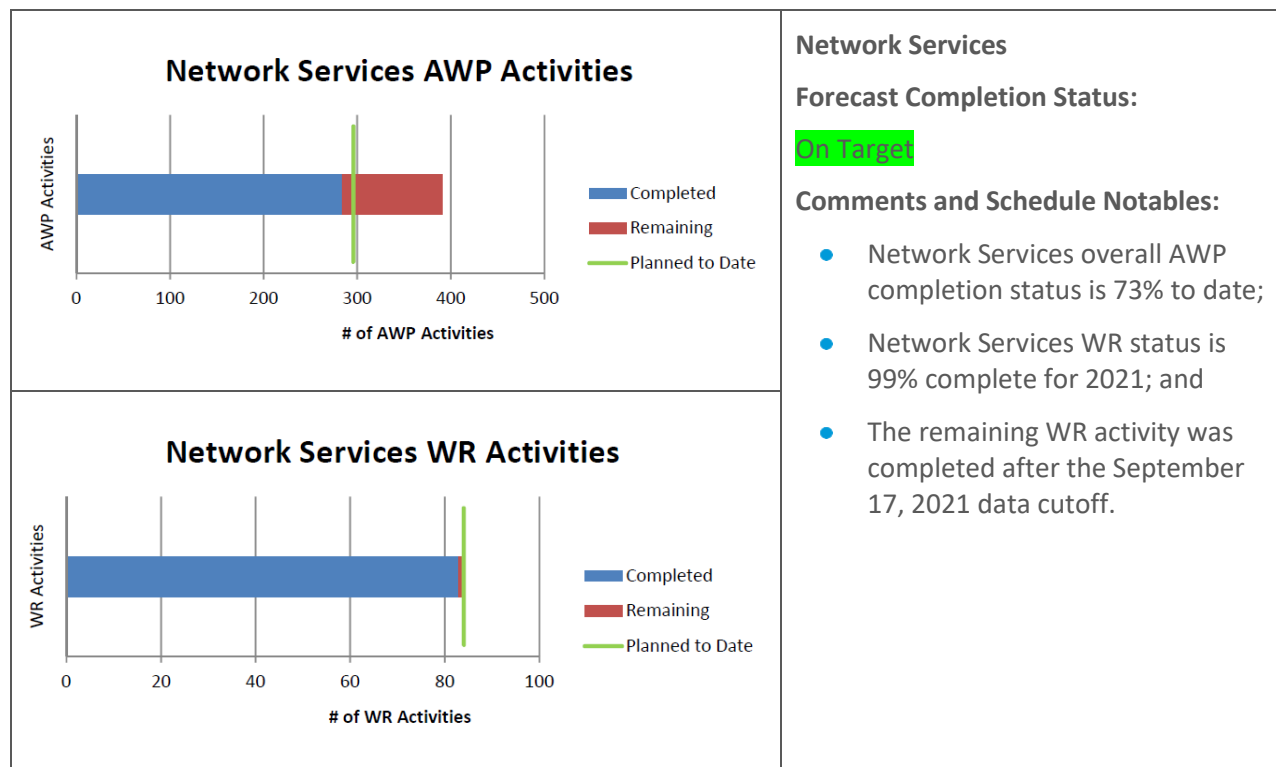 Network Services AWP Activities
AWP Activities
Completed
Remaining
Planned to Date
0 100 200 300 400 500
# of AWP Activities
Network Services WR Activities
WR Activities
Completed
Remaining
Planned to Date
0 20 40 60 80 100
# of WR Activities
Network Services
Forecast Completion Status:
On Target
Comments and Schedule Notables:
• Network Services overall AWP
completion status is 73% to date;
• Network Services WR status is
99% complete for 2021; and
• The remaining WR activity was
completed after the September
17, 2021 data cutoff.